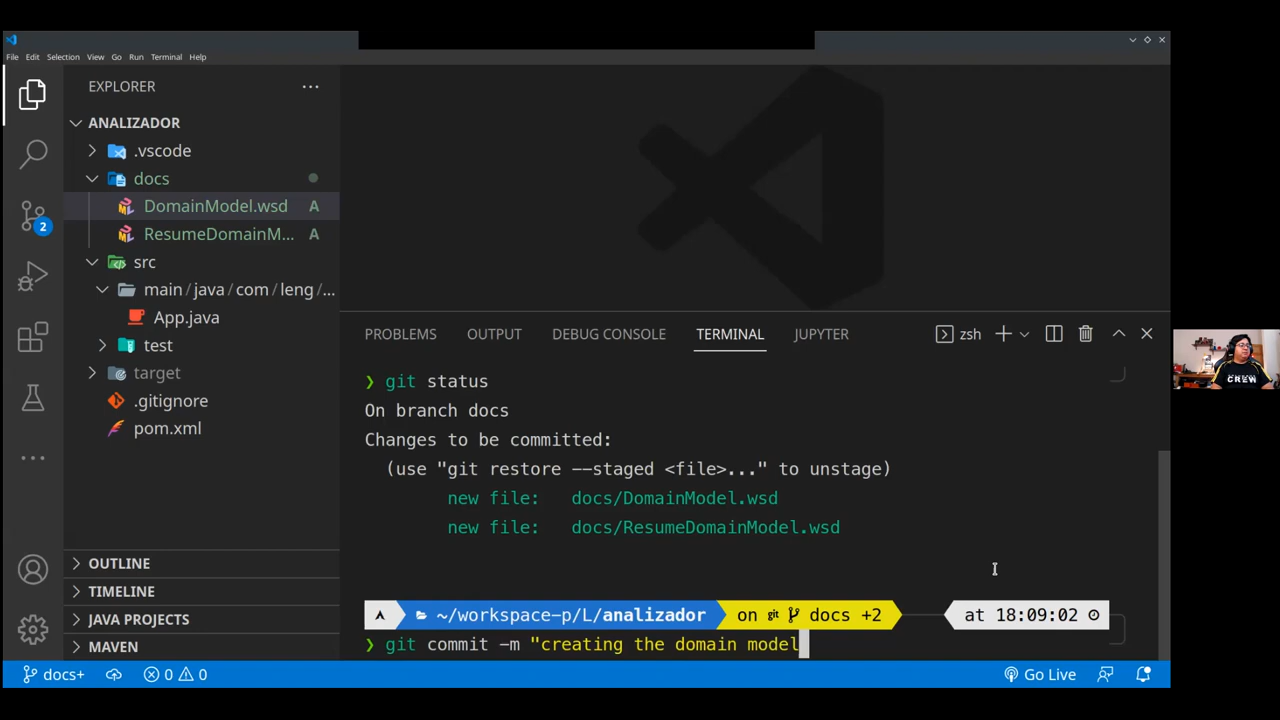 File Edit Selection View Go Run Terminal Help
EXPLORER
ANALIZADOR
.vscode
docs
DomainModel.wsd A
ResumeDomainM... A
src
main/java/com/leng/...
App.java
test
target
.gitignore
pom.xml
OUTLINE
TIMELINE
JAVA PROJECTS
MAVEN
2
PROBLEMS OUTPUT DEBUG CONSOLE TERMINAL JUPYTER zsh
❯ git status
On branch docs
Changes to be committed:
(use "git restore --staged <file>..." to unstage)
new file: docs/DomainModel.wsd
new file: docs/ResumeDomainModel.wsd
~/workspace-p/L/analizador on git docs +2 at 18:09:02
❯ git commit -m "creating the domain model
docs+ 0 0 Go Live
CREW